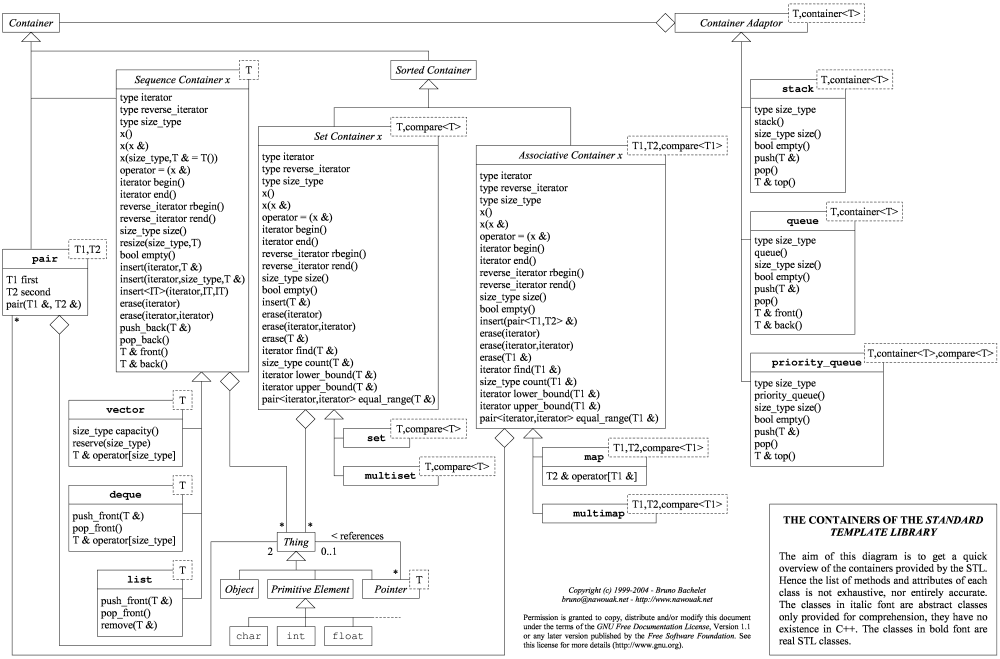 Container
Container Adaptor
T,container<T>
Sequence Container x
T
type iterator
type reverse_iterator
type size_type
x()
x(x &)
x(size_type,T & = T())
operator = (x &)
iterator begin()
iterator end()
reverse_iterator rbegin()
reverse_iterator rend()
size_type size()
resize(size_type,T)
bool empty()
insert(iterator,T &)
insert(iterator,size_type,T &)
insert<IT>(iterator,IT,IT)
erase(iterator)
erase(iterator,iterator)
push_back(T &)
pop_back()
T & front()
T & back()
Sorted Container
Set Container x
T,compare<T>
type iterator
type reverse_iterator
type size_type
x()
x(x &)
operator = (x &)
iterator begin()
iterator end()
reverse_iterator rbegin()
reverse_iterator rend()
size_type size()
bool empty()
insert(T &)
erase(iterator)
erase(iterator,iterator)
erase(T &)
iterator find(T &)
size_type count(T &)
iterator lower_bound(T &)
iterator upper_bound(T &)
pair<iterator,iterator> equal_range(T &)
Associative Container x
T1,T2,compare<T1>
type iterator
type reverse_iterator
type size_type
x()
x(x &)
operator = (x &)
iterator begin()
iterator end()
reverse_iterator rbegin()
reverse_iterator rend()
size_type size()
bool empty()
insert(pair<T1,T2> &)
erase(iterator)
erase(iterator,iterator)
erase(T1 &)
iterator find(T1 &)
size_type count(T1 &)
iterator lower_bound(T1 &)
iterator upper_bound(T1 &)
pair<iterator,iterator> equal_range(T1 &)
stack
T,container<T>
type size_type
stack()
size_type size()
bool empty()
push(T &)
pop()
T & top()
queue
T,container<T>
type size_type
queue()
size_type size()
bool empty()
push(T &)
pop()
T & front()
T & back()
priority_queue
T,container<T>,compare<T>
type size_type
priority_queue()
size_type size()
bool empty()
push(T &)
pop()
T & top()
pair
T1,T2
T1 first
T2 second
pair(T1 &, T2 &)
*
vector
T
size_type capacity()
reserve(size_type)
T & operator[size_type]
deque
T
push_front(T &)
pop_front()
T & operator[size_type]
list
T
push_front(T &)
pop_front()
remove(T &)
set
T,compare<T>
multiset
T,compare<T>
map
T1,T2,compare<T1>
T2 & operator[T1 &]
multimap
T1,T2,compare<T1>
* *
Thing
< references
2
0..1
*
Object
Primitive Element
Pointer
T
char
int
float
Copyright (c) 1999-2004 - Bruno Bachelet
bruno@nawouak.net - http://www.nawouak.net
Permission is granted to copy, distribute and/or modify this document
under the terms of the GNU Free Documentation License, Version 1.1
or any later version published by the Free Software Foundation. See
this license for more details (http://www.gnu.org).
THE CONTAINERS OF THE STANDARD
TEMPLATE LIBRARY
The aim of this diagram is to get a quick
overview of the containers provided by the STL.
Hence the list of methods and attributes of each
class is not exhaustive, nor entirely accurate.
The classes in italic font are abstract classes
only provided for comprehension, they have no
existence in C++. The classes in bold font are
real STL classes.